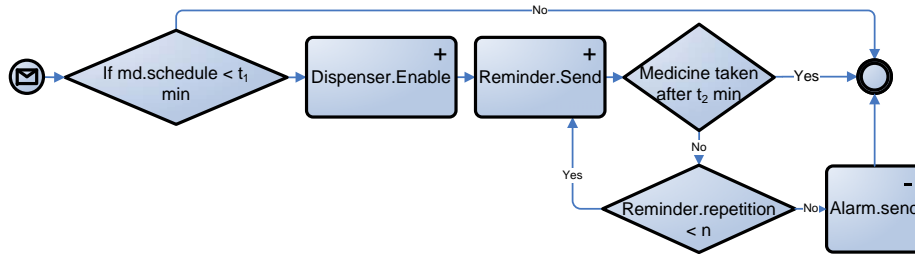 No
If md.schedule < t₁
min
+
Dispenser.Enable
+
Reminder.Send
Medicine taken
after t₂ min
Yes
No
Yes
Reminder.repetition
< n
No
-
Alarm.send